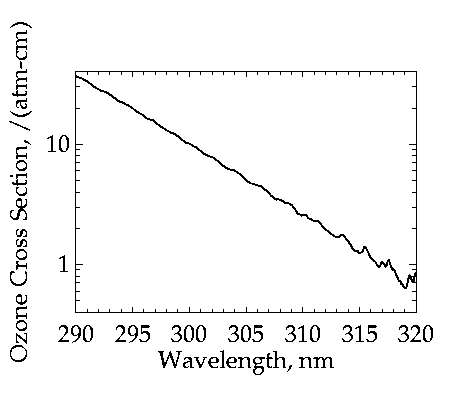 Ozone Cross Section, /(atm-cm)
10
1
290 295 300 305 310 315 320
Wavelength, nm